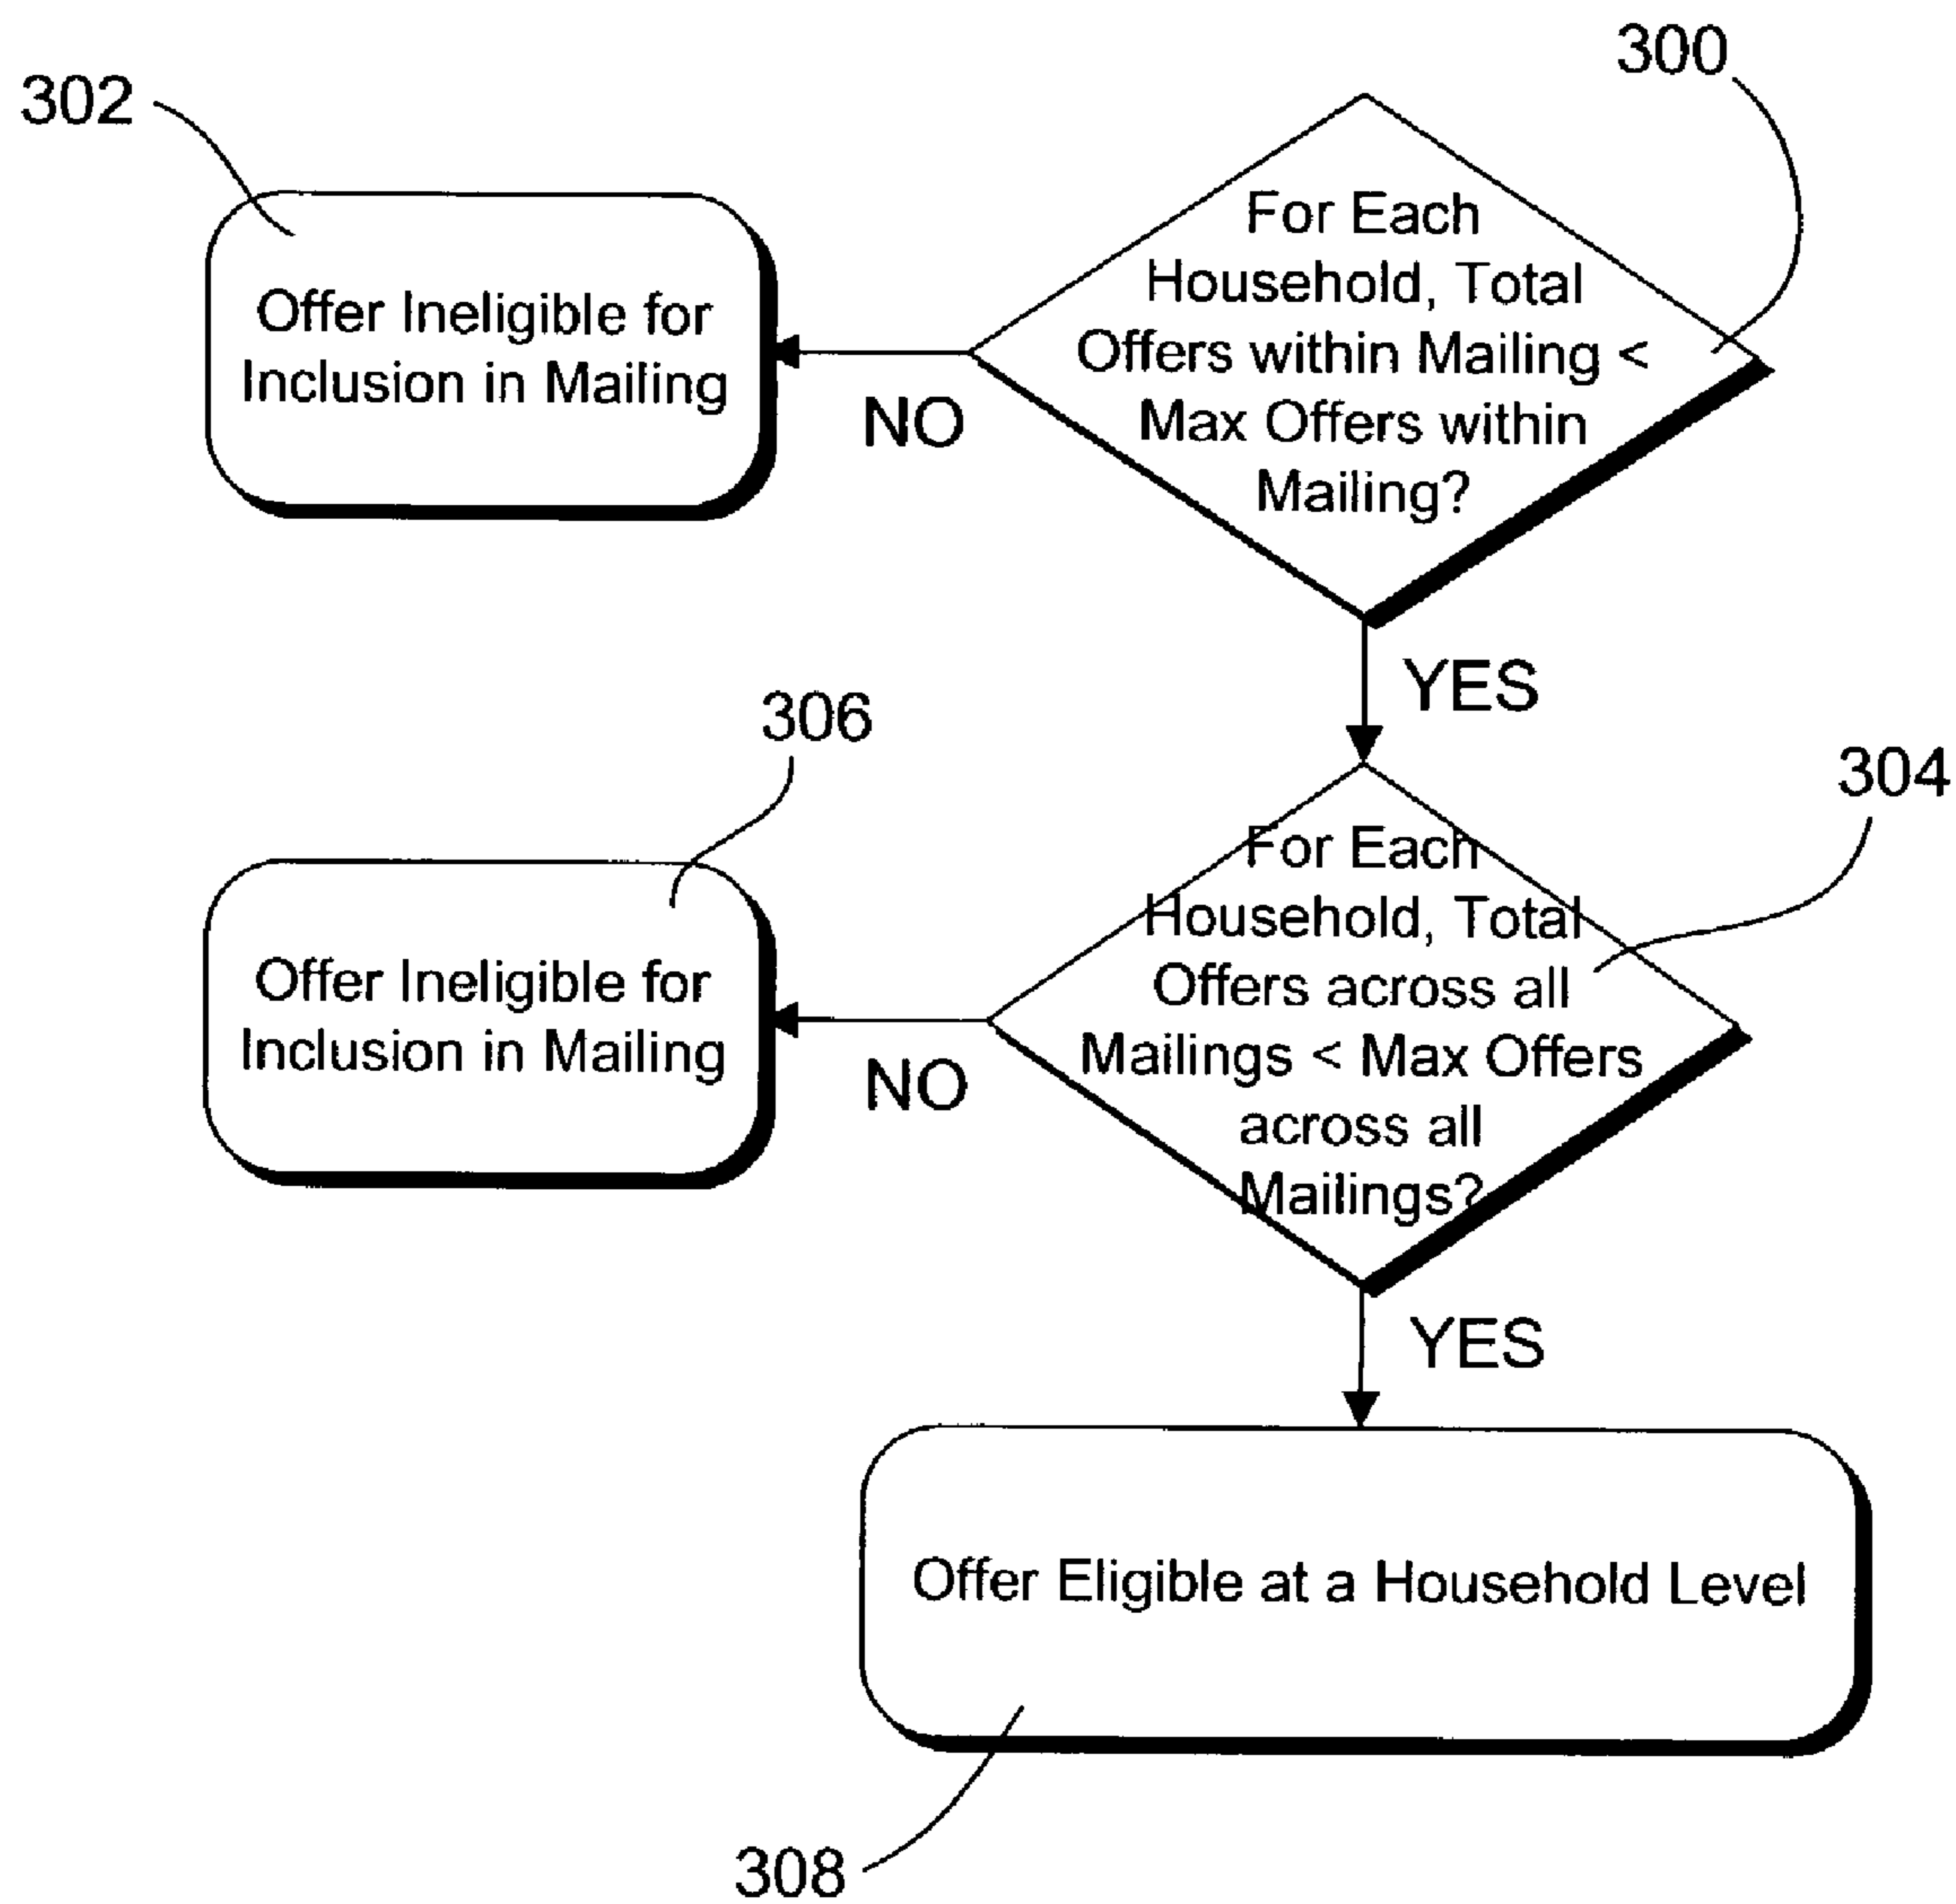 300
302
For Each
Household, Total
Offers within Mailing <
Max Offers within
Mailing?
Offer Ineligible for
Inclusion in Mailing
NO
YES
306
304
For Each
Household, Total
Offers across all
Mailings < Max Offers
across all
Mailings?
Offer Ineligible for
Inclusion in Mailing
NO
YES
Offer Eligible at a Household Level
308